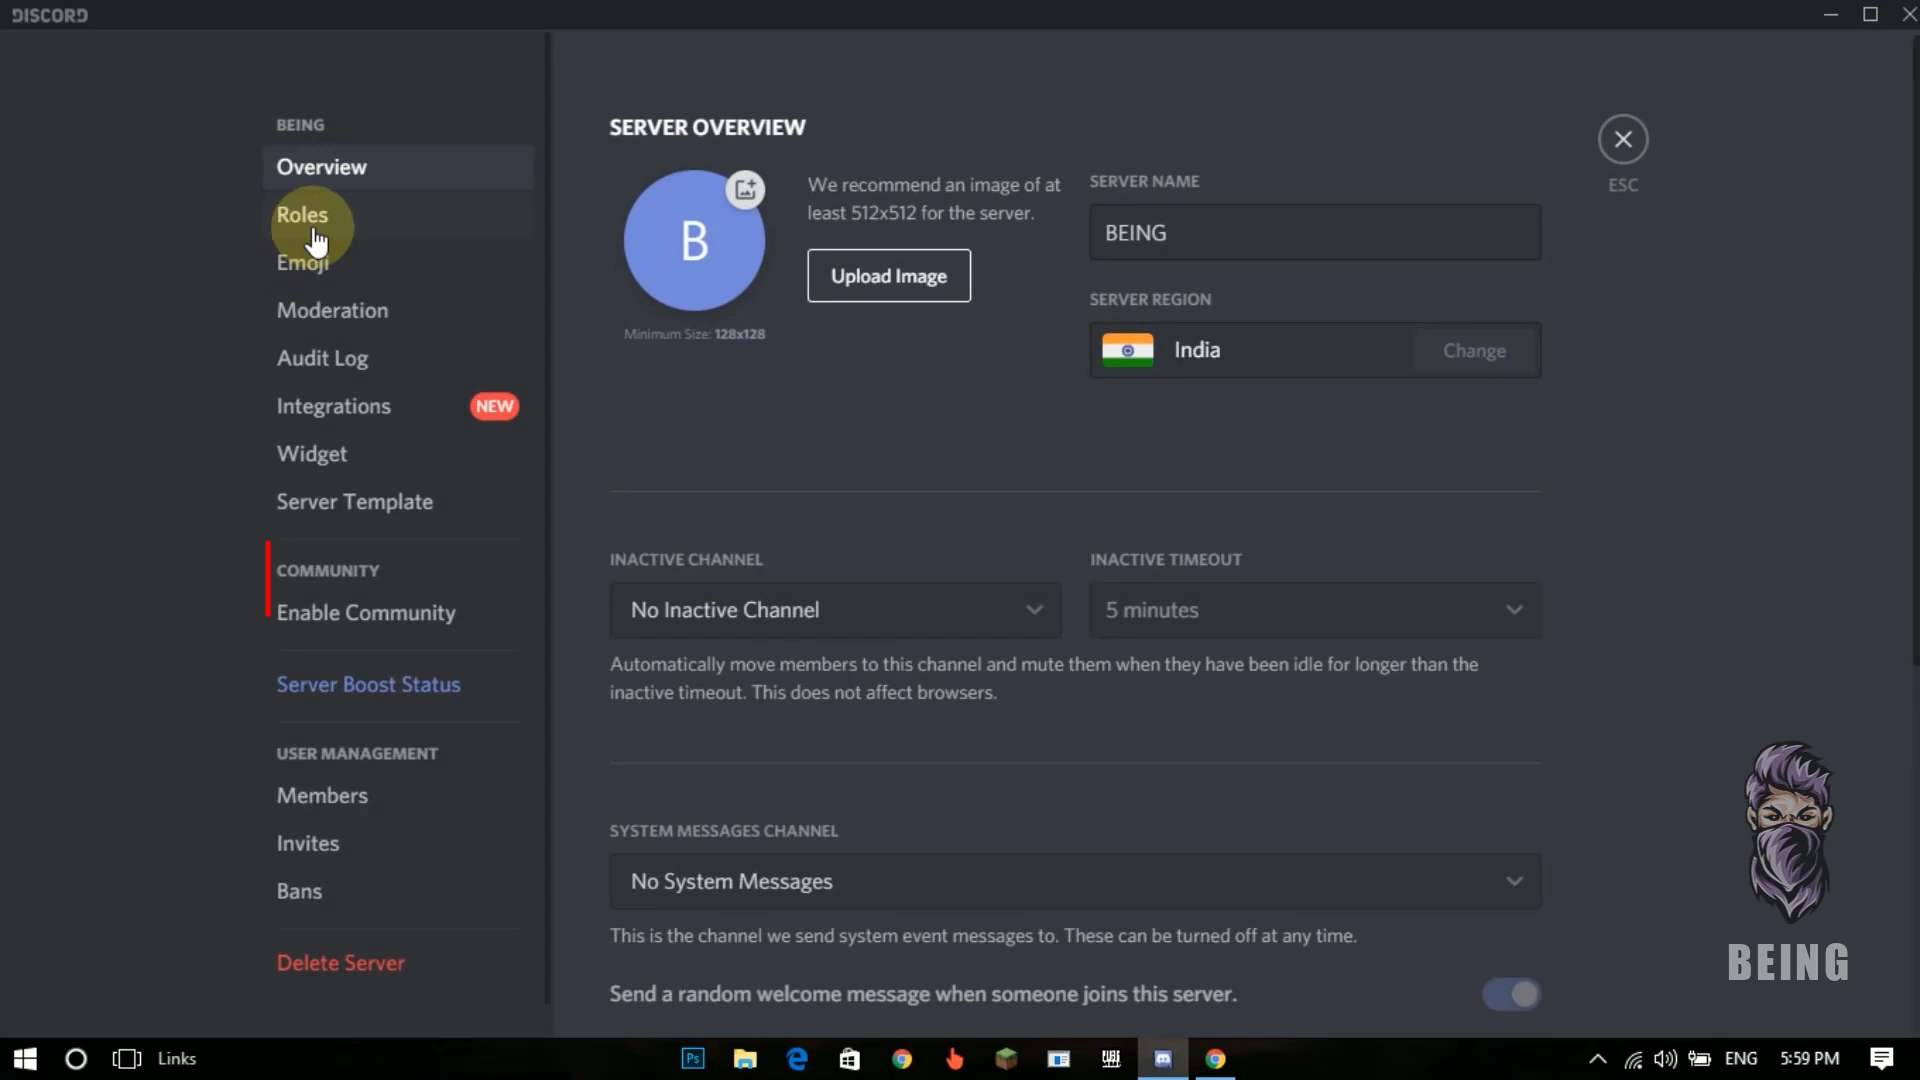 DISCORD
BEING
Overview
Roles
Emoji
Moderation
Audit Log
Integrations NEW
Widget
Server Template
COMMUNITY
Enable Community
Server Boost Status
USER MANAGEMENT
Members
Invites
Bans
Delete Server
SERVER OVERVIEW
B
Minimum Size: 128x128
We recommend an image of at
least 512x512 for the server.
Upload Image
SERVER NAME
BEING
SERVER REGION
India Change
ESC
INACTIVE CHANNEL
No Inactive Channel
INACTIVE TIMEOUT
5 minutes
Automatically move members to this channel and mute them when they have been idle for longer than the
inactive timeout. This does not affect browsers.
SYSTEM MESSAGES CHANNEL
No System Messages
This is the channel we send system event messages to. These can be turned off at any time.
Send a random welcome message when someone joins this server.
BEING
Links
Ps
ENG
5:59 PM